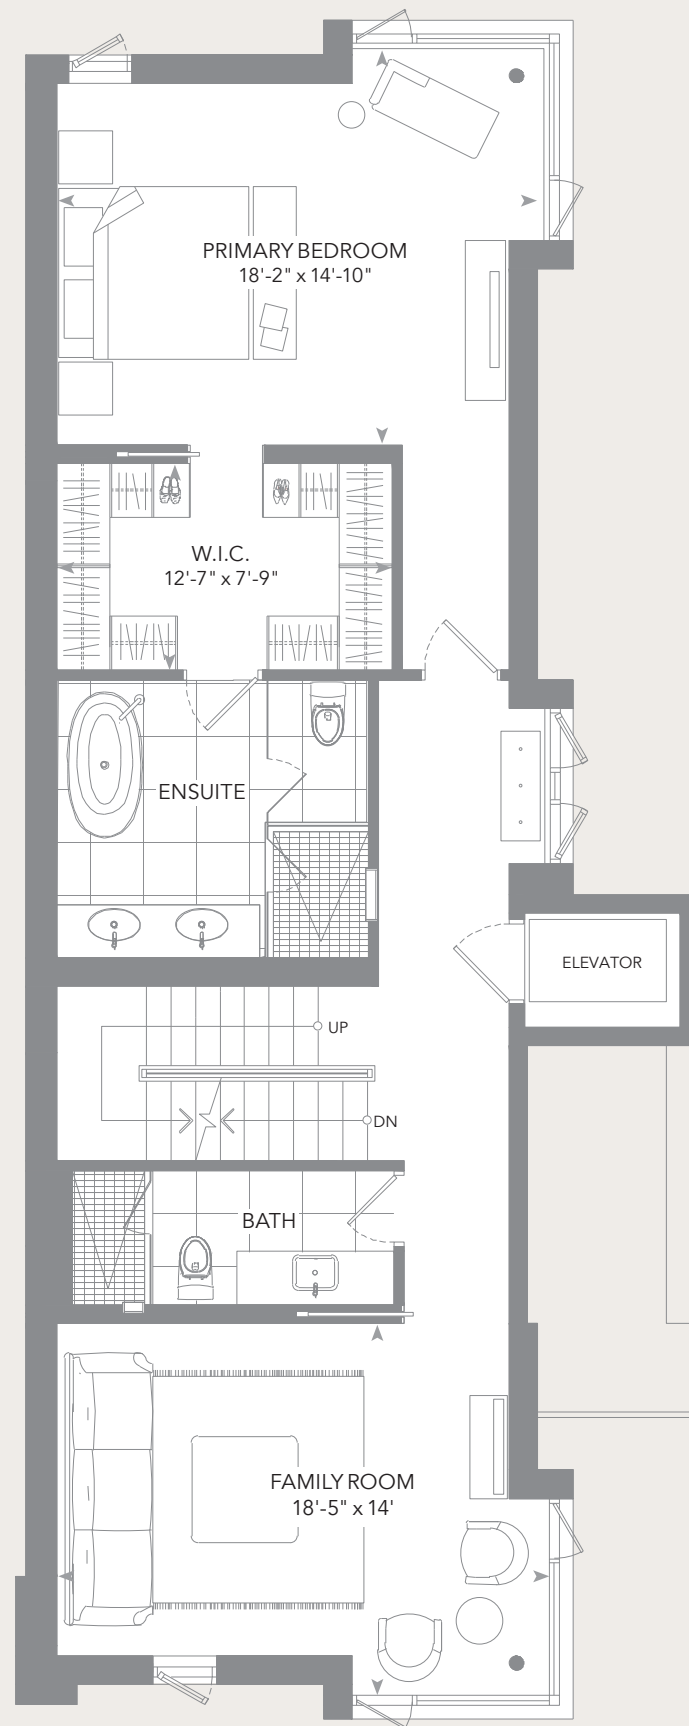 PRIMARY BEDROOM
18'-2" x 14'-10"
W.I.C.
12'-7" x 7'-9"
ENSUITE
ELEVATOR
UP
DN
BATH
FAMILY ROOM
18'-5" x 14'